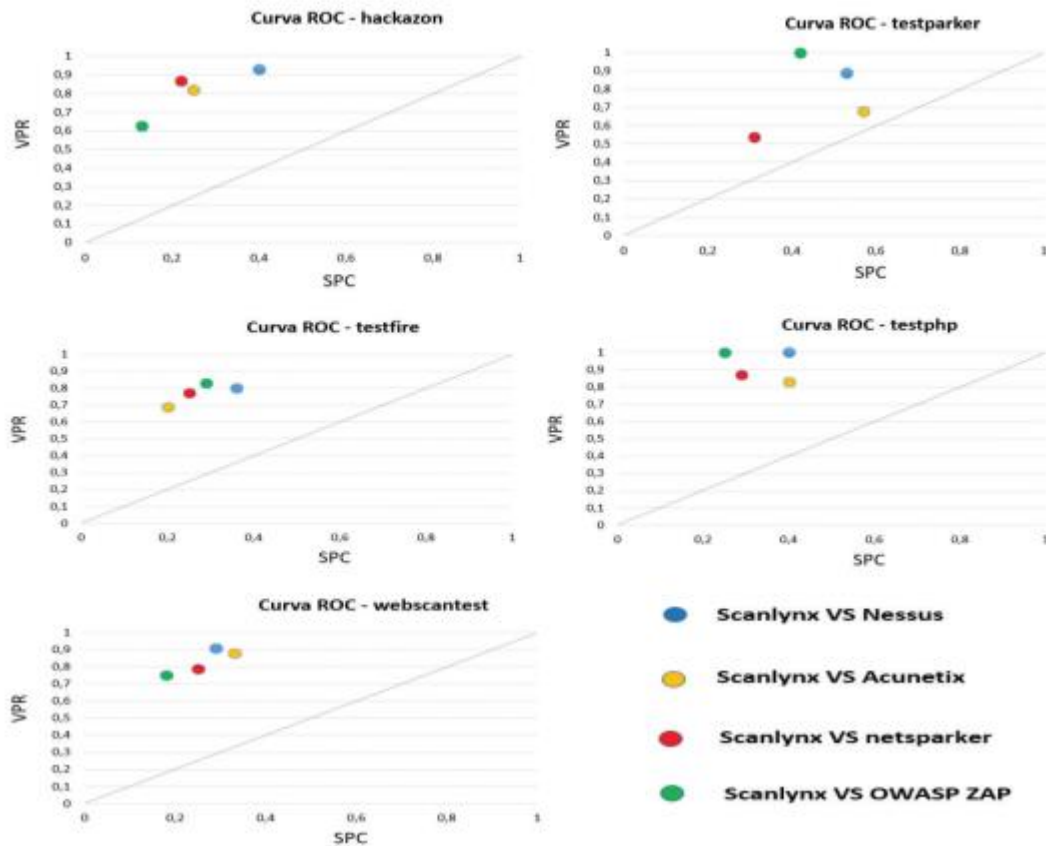 Curva ROC - hackazon
1
0,9
0,8
0,7
0,6
0,5
0,4
0,3
0,2
0,1
0
VPR
0 0,2 0,4 0,6 0,8 1
SPC
Curva ROC - testparker
1
0,9
0,8
0,7
0,6
0,5
0,4
0,3
0,2
0,1
0
VPR
0 0,2 0,4 0,6 0,8 1
SPC
Curva ROC - testfire
1
0,9
0,8
0,7
0,6
0,5
0,4
0,3
0,2
0,1
0
VPR
0 0,2 0,4 0,6 0,8 1
SPC
Curva ROC - testphp
1
0,9
0,8
0,7
0,6
0,5
0,4
0,3
0,2
0,1
0
VPR
0 0,2 0,4 0,6 0,8 1
SPC
Curva ROC - webscantest
1
0,9
0,8
0,7
0,6
0,5
0,4
0,3
0,2
0,1
0
VPR
0 0,2 0,4 0,6 0,8 1
SPC
Scanlynx VS Nessus
Scanlynx VS Acunetix
Scanlynx VS netsparker
Scanlynx VS OWASP ZAP